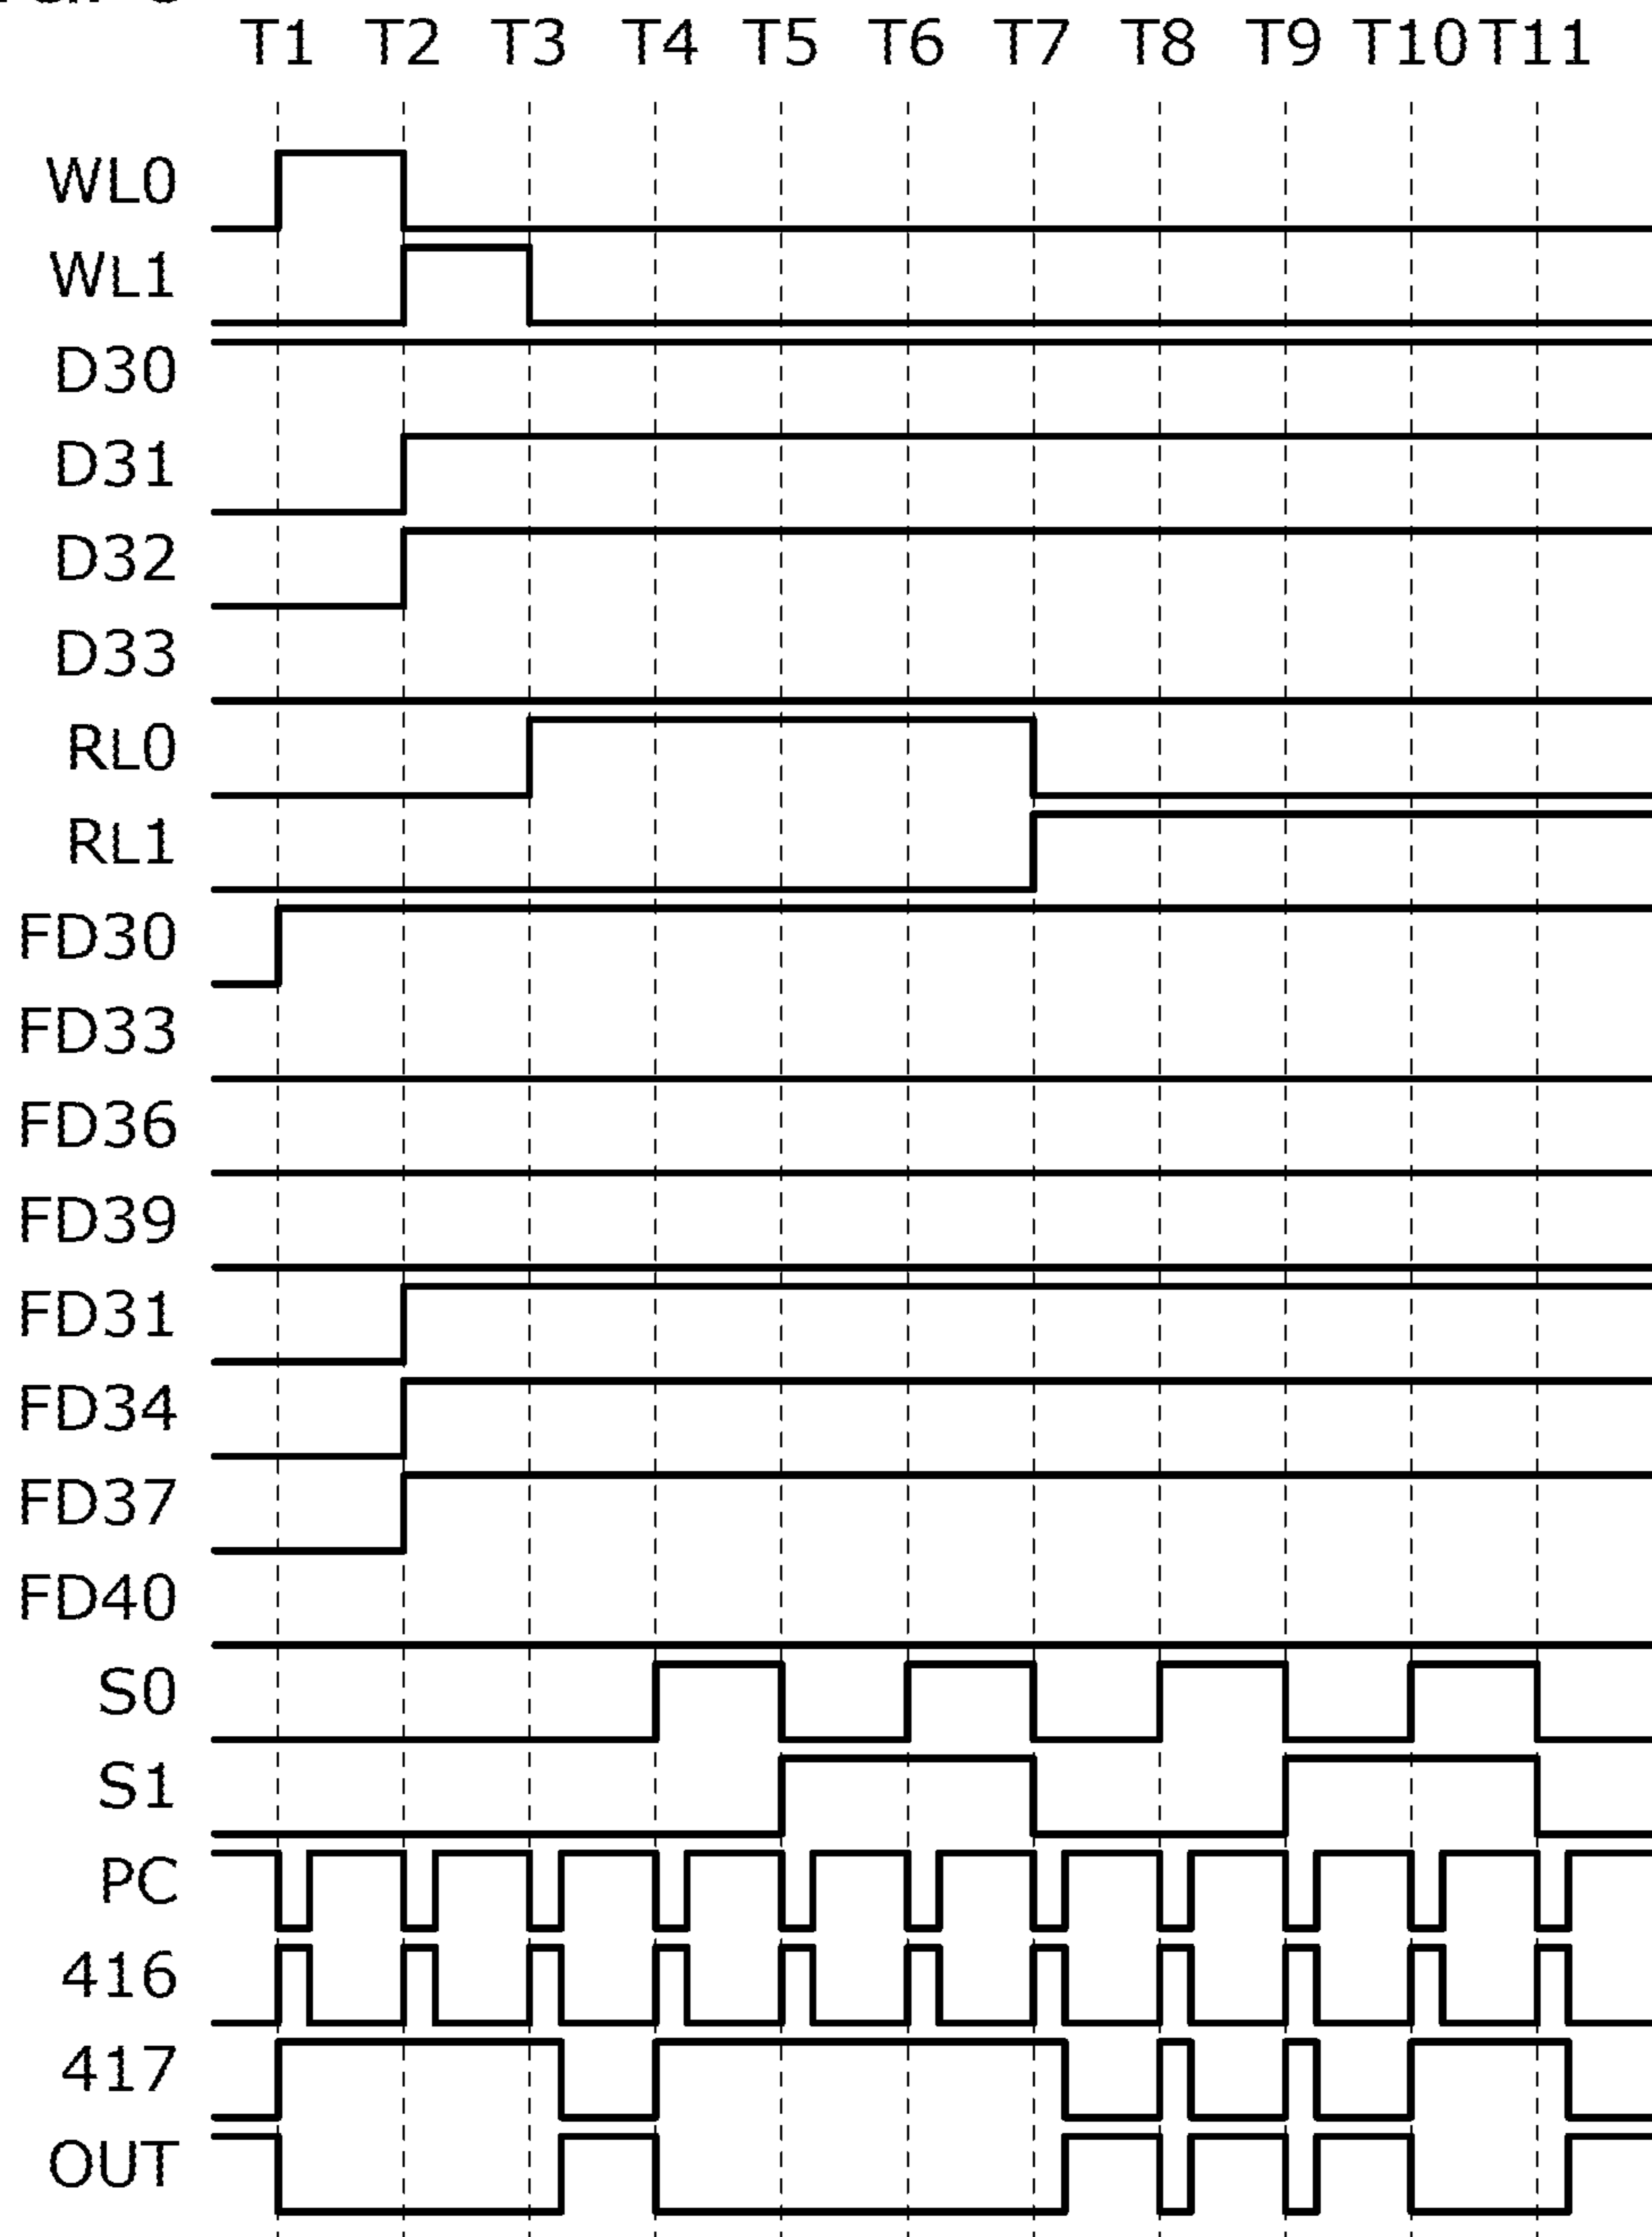 T1 T2 T3 T4 T5 T6 T7 T8 T9 T10 T11
WL0
WL1
D30
D31
D32
D33
RL0
RL1
FD30
FD33
FD36
FD39
FD31
FD34
FD37
FD40
S0
S1
PC
416
417
OUT